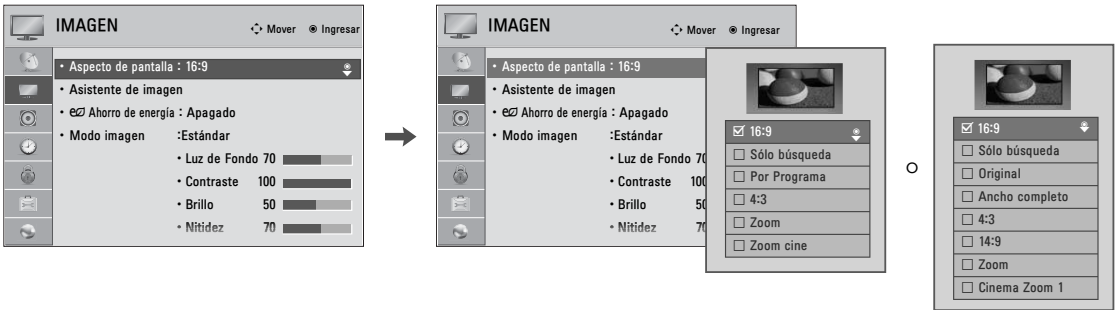 IMAGEN
Mover Ingresar
• Aspecto de pantalla : 16:9
• Asistente de imagen
• Ahorro de energía : Apagado
• Modo imagen :Estándar
• Luz de Fondo 70
• Contraste 100
• Brillo 50
• Nitidez 70
IMAGEN
Mover Ingresar
• Aspecto de pantalla : 16:9
• Asistente de imagen
• Ahorro de energía : Apagado
• Modo imagen :Estándar
• Luz de Fondo 70
• Contraste 100
• Brillo 50
• Nitidez 70
16:9
Sólo búsqueda
Por Programa
4:3
Zoom
Zoom cine
O
16:9
Sólo búsqueda
Original
Ancho completo
4:3
14:9
Zoom
Cinema Zoom 1